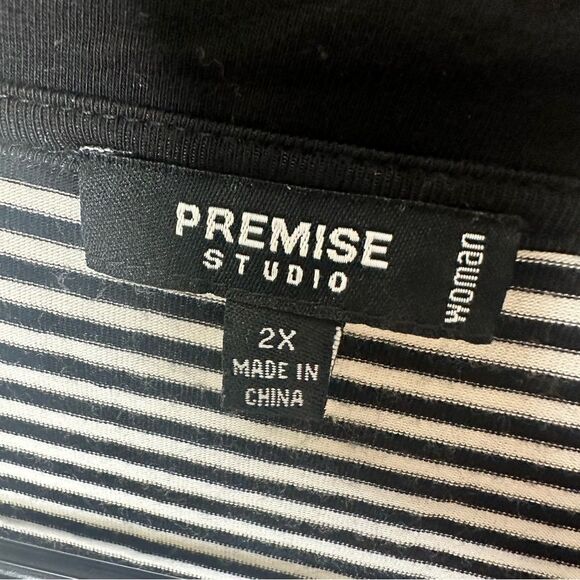 PREMISE
STUDIO
woman
2X
MADE IN
CHINA